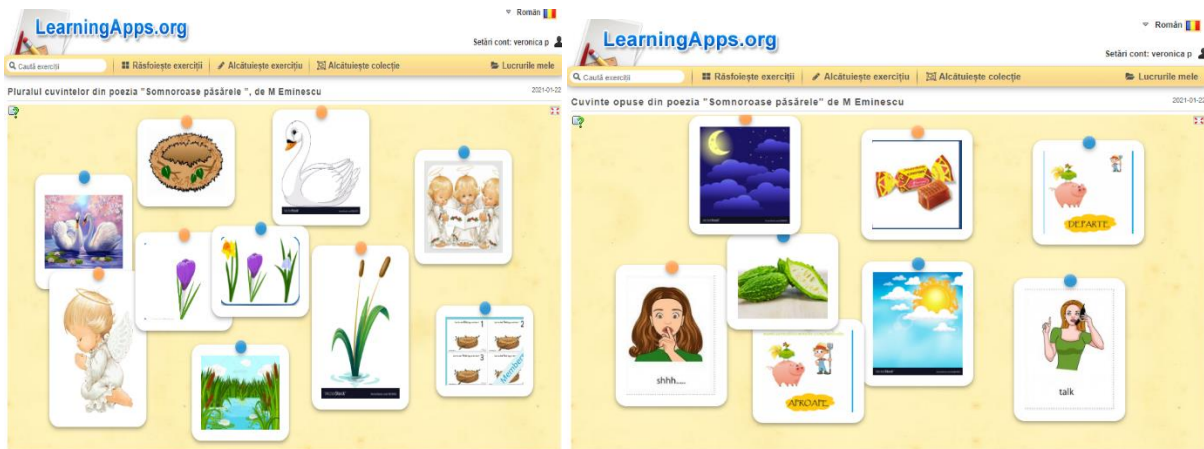 Român
LearningApps.org
Setări cont: veronica p
Caută exerciții
Răsfoiește exerciții
Alcătuiește exercițiu
Alcătuiește colecție
Lucrurile mele
Pluralul cuvintelor din poezia "Somnoroase păsărele ", de M Eminescu
2021-01-22
1
2
3
Members
Român
LearningApps.org
Setări cont: veronica p
Caută exerciții
Răsfoiește exerciții
Alcătuiește exercițiu
Alcătuiește colecție
Lucrurile mele
Cuvinte opuse din poezia "Somnoroase păsărele" de M Eminescu
2021-01-22
DEPARTE
shhh.....
APROAPE
talk